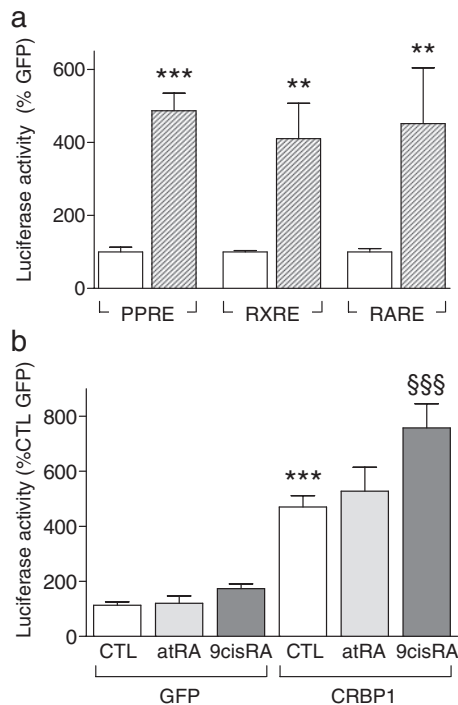 a
Luciferase activity (% GFP)
600
400
200
0
***
**
**
PPRE
RXRE
RARE
b
Luciferase activity (%CTL GFP)
800
600
400
200
0
***
§§§
CTL atRA 9cisRA CTL atRA 9cisRA
GFP CRBP1